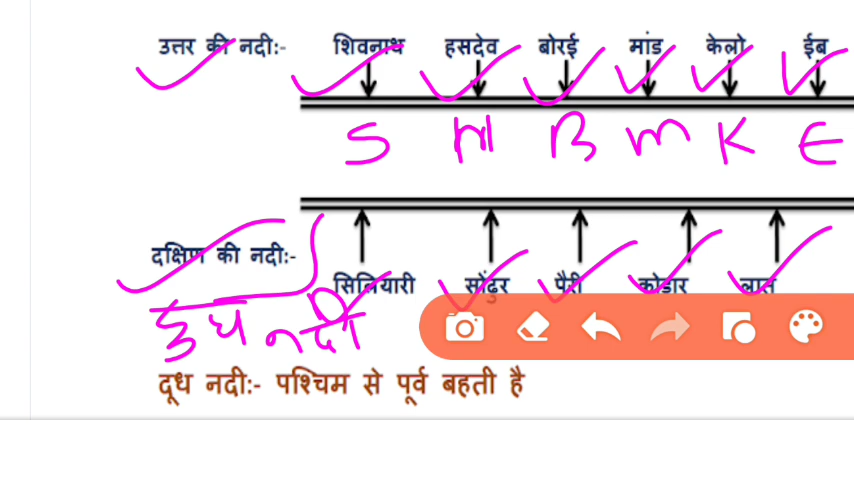 उत्तर की नदी:- शिवनाथ हसदेव बोरई मांड केलो ईब
S H B m K E
दक्षिण की नदी:- सिलियारी सोंढुर पैरी
नदी
दूध नदी:- पश्चिम से पूर्व बहती है